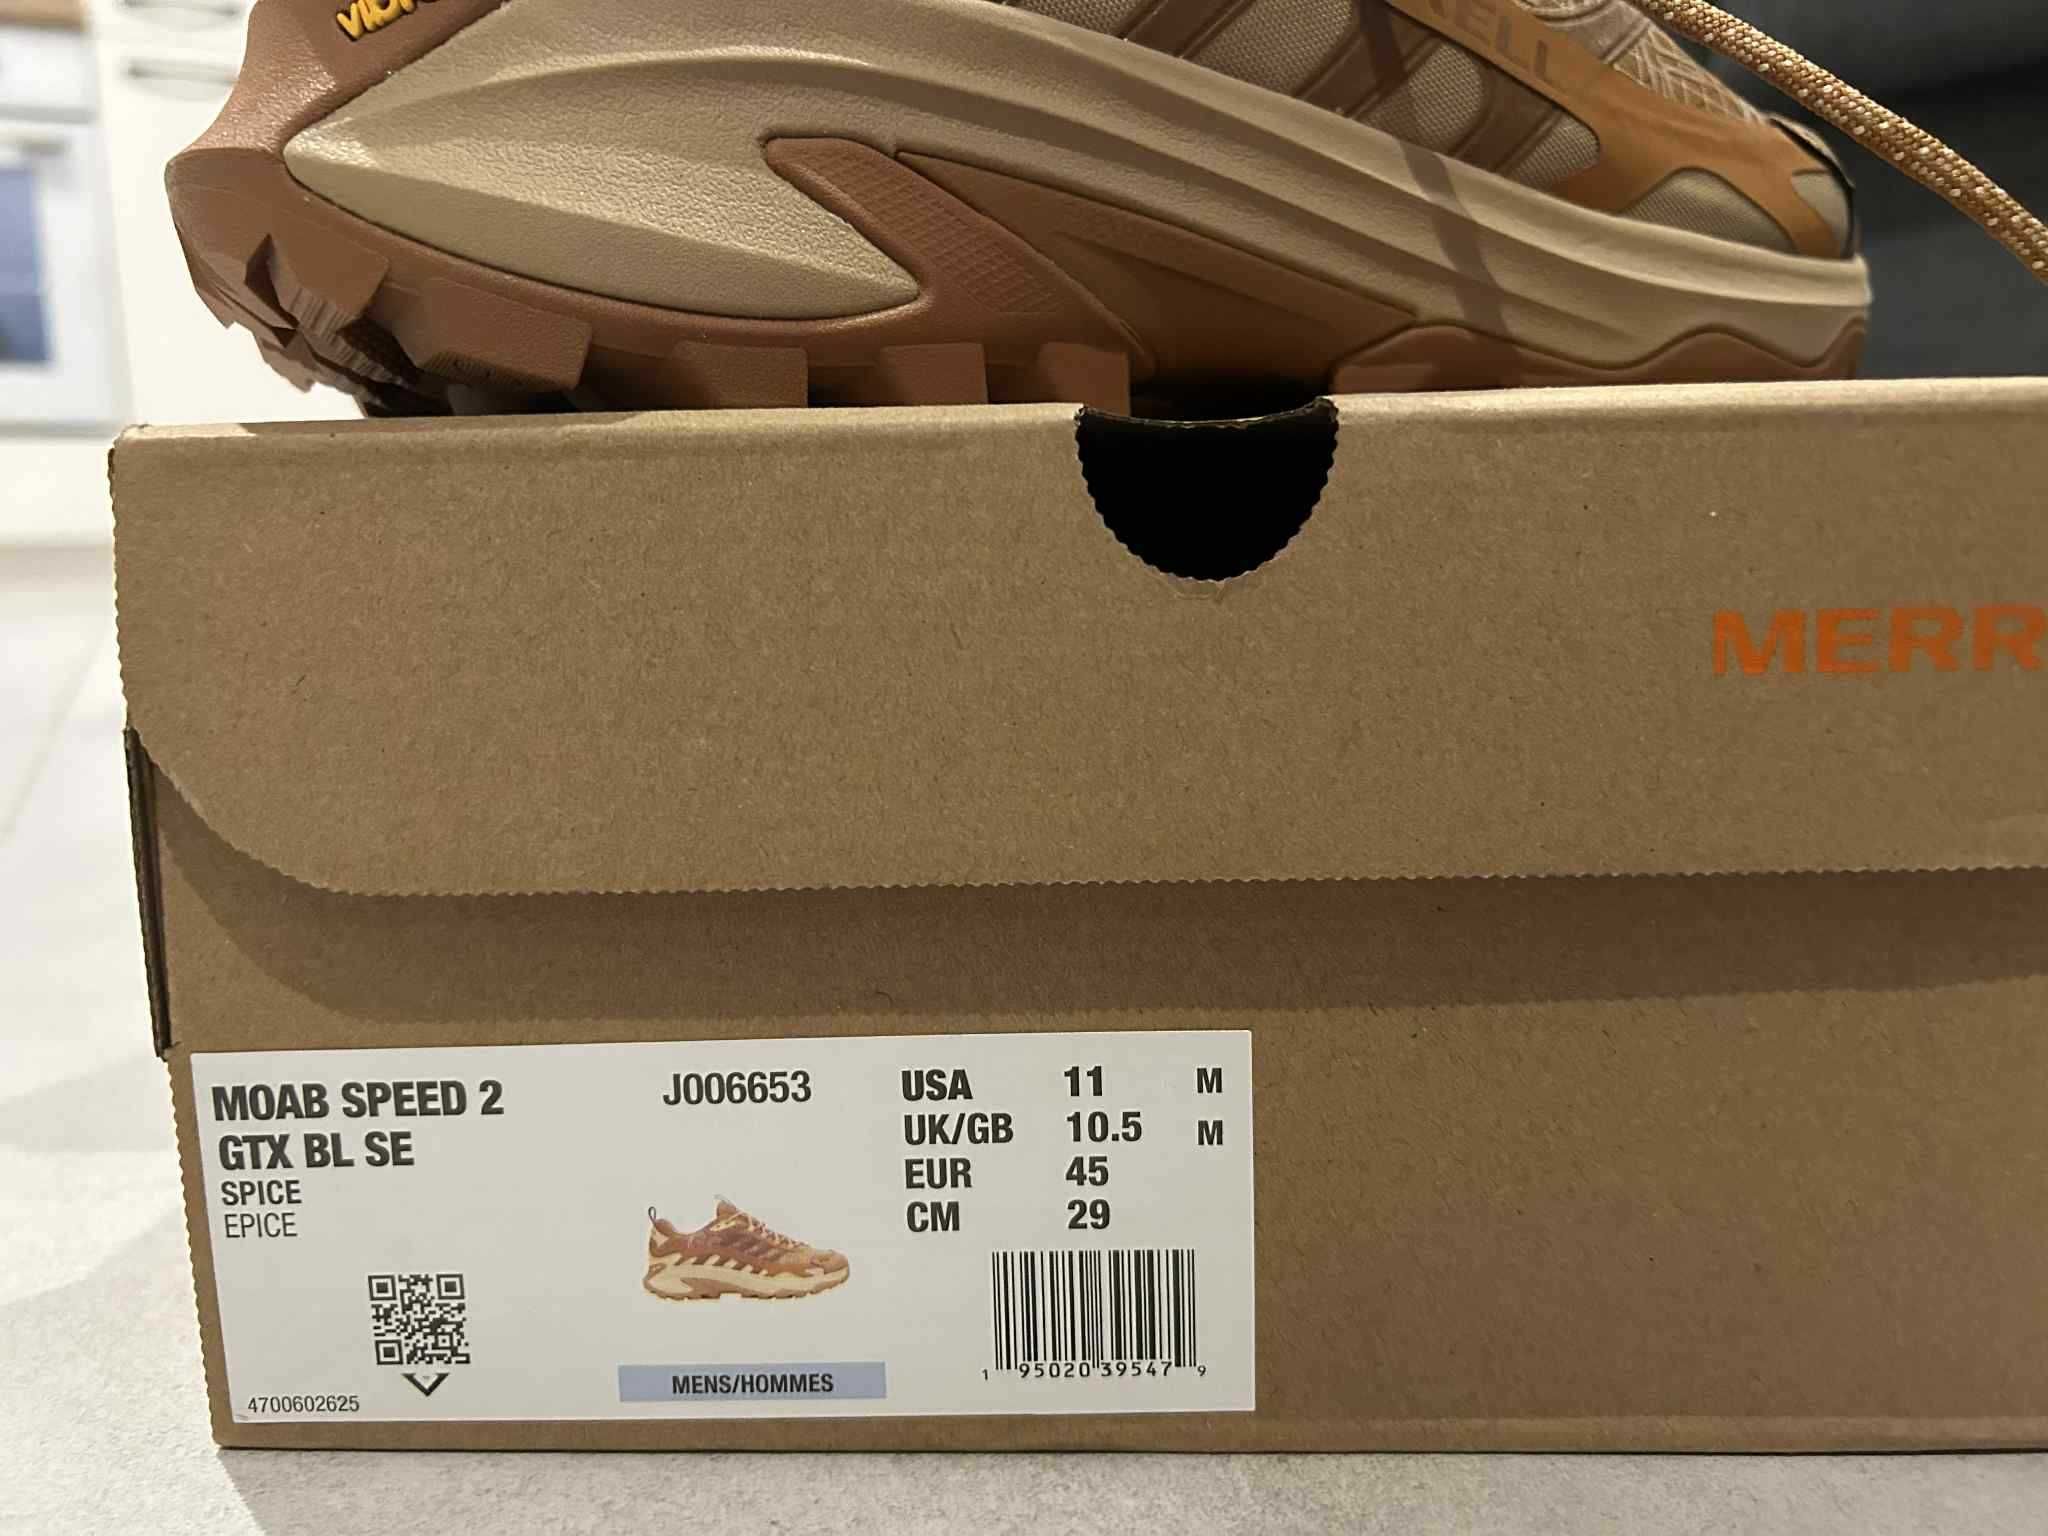 MERR
MOAB SPEED 2
GTX BL SE
SPICE
EPICE
4700602625
J006653
MENS/HOMMES
USA 11 M
UK/GB 10.5 M
EUR 45
CM 29
1 95020 39547 9